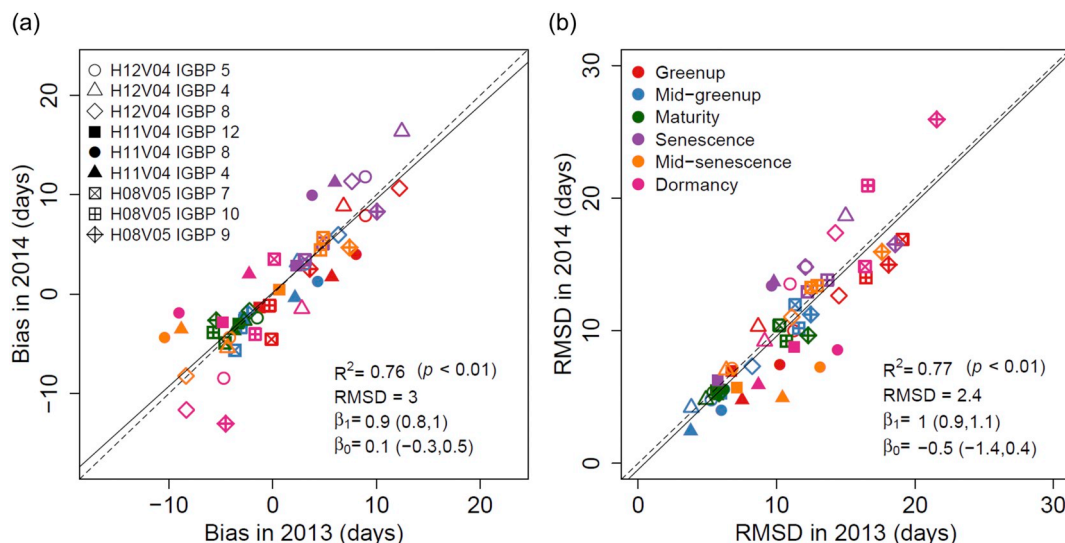 (a)
20
10
0
−10
Bias in 2014 (days)
H12V04 IGBP 5
H12V04 IGBP 4
H12V04 IGBP 8
H11V04 IGBP 12
H11V04 IGBP 8
H11V04 IGBP 4
H08V05 IGBP 7
H08V05 IGBP 10
H08V05 IGBP 9
R² = 0.76 (p < 0.01)
RMSD = 3
β₁ = 0.9 (0.8,1)
β₀ = 0.1 (−0.3,0.5)
−10 0 10 20
Bias in 2013 (days)
(b)
30
20
10
0
RMSD in 2014 (days)
Greenup
Mid−greenup
Maturity
Senescence
Mid−senescence
Dormancy
R² = 0.77 (p < 0.01)
RMSD = 2.4
β₁ = 1 (0.9,1.1)
β₀ = −0.5 (−1.4,0.4)
0 10 20 30
RMSD in 2013 (days)